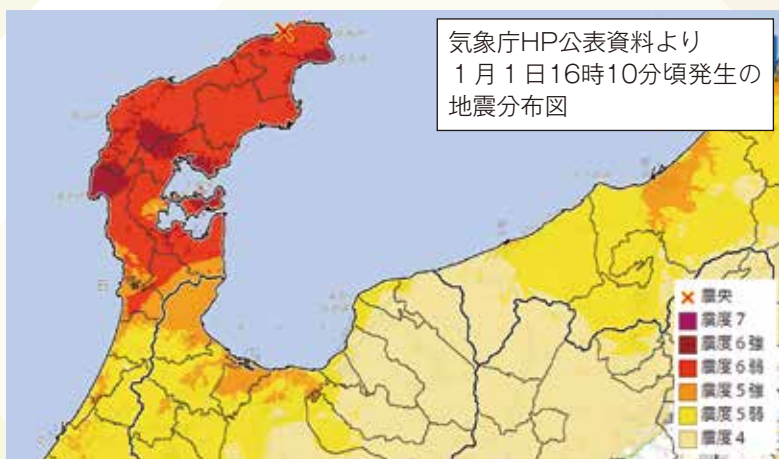 気象庁HP公表資料より
１月１日16時10分頃発生の
地震分布図
震央
震度7
震度6強
震度6弱
震度5強
震度5弱
震度4